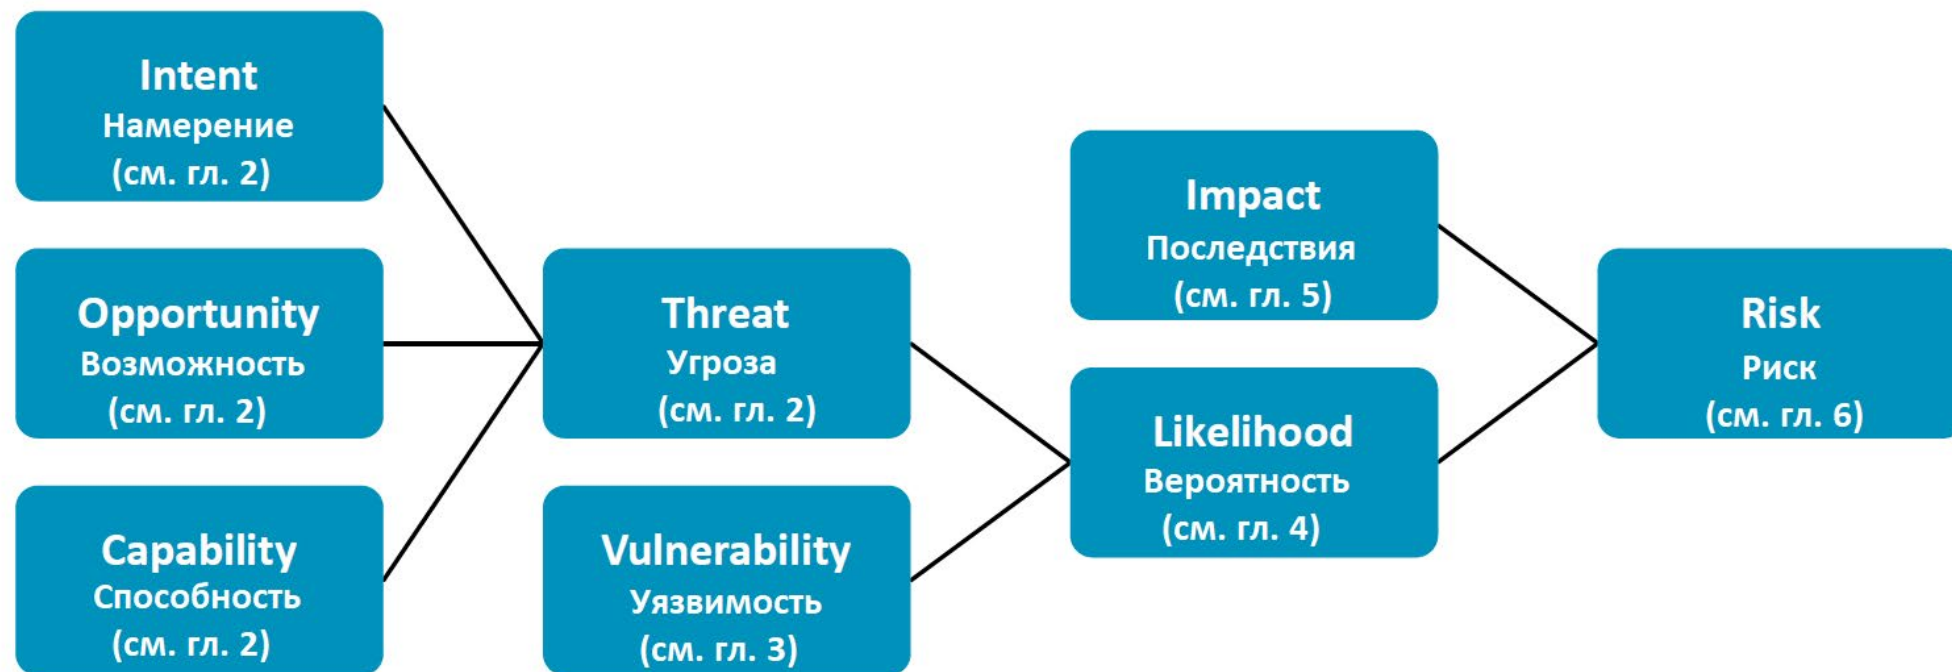 Intent
Намерение
(см. гл. 2)
Opportunity
Возможность
(см. гл. 2)
Capability
Способность
(см. гл. 2)
Threat
Угроза
(см. гл. 2)
Vulnerability
Уязвимость
(см. гл. 3)
Impact
Последствия
(см. гл. 5)
Likelihood
Вероятность
(см. гл. 4)
Risk
Риск
(см. гл. 6)